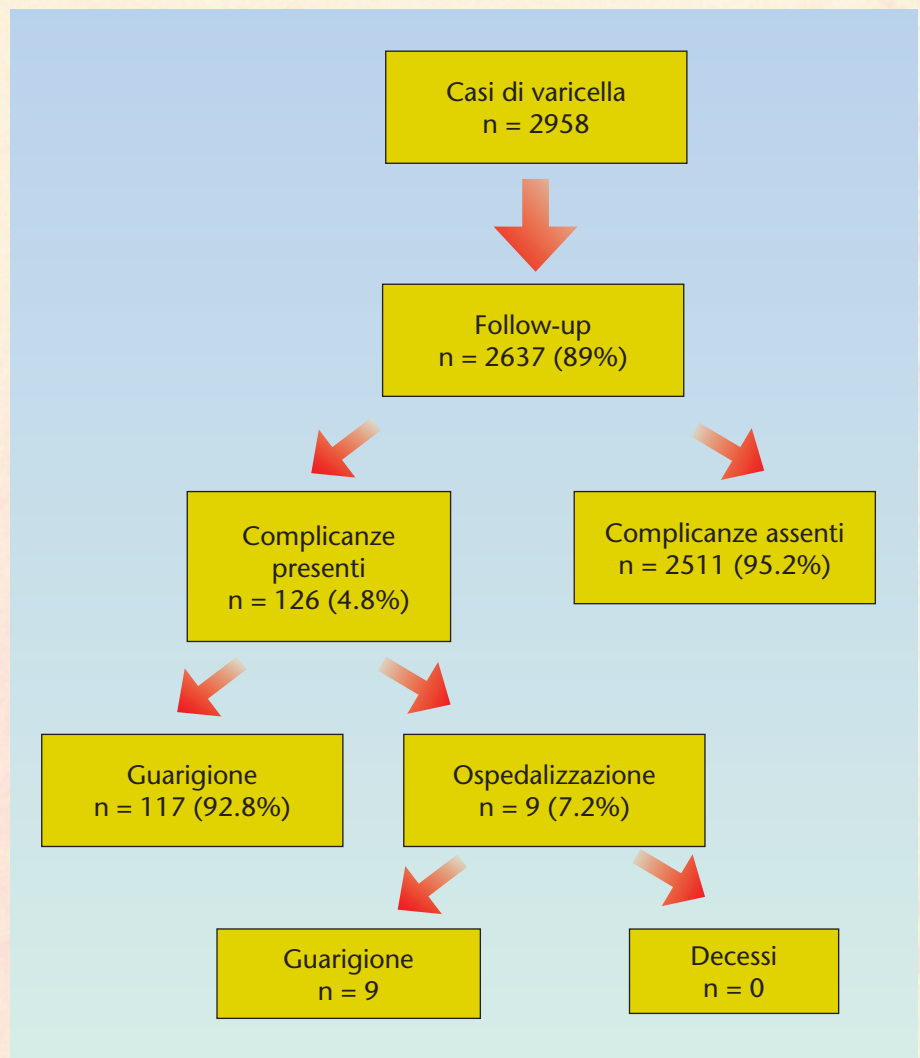 Casi di varicella
n = 2958
Follow-up
n = 2637 (89%)
Complicanze
presenti
n = 126 (4.8%)
Complicanze assenti
n = 2511 (95.2%)
Guarigione
n = 117 (92.8%)
Ospedalizzazione
n = 9 (7.2%)
Guarigione
n = 9
Decessi
n = 0